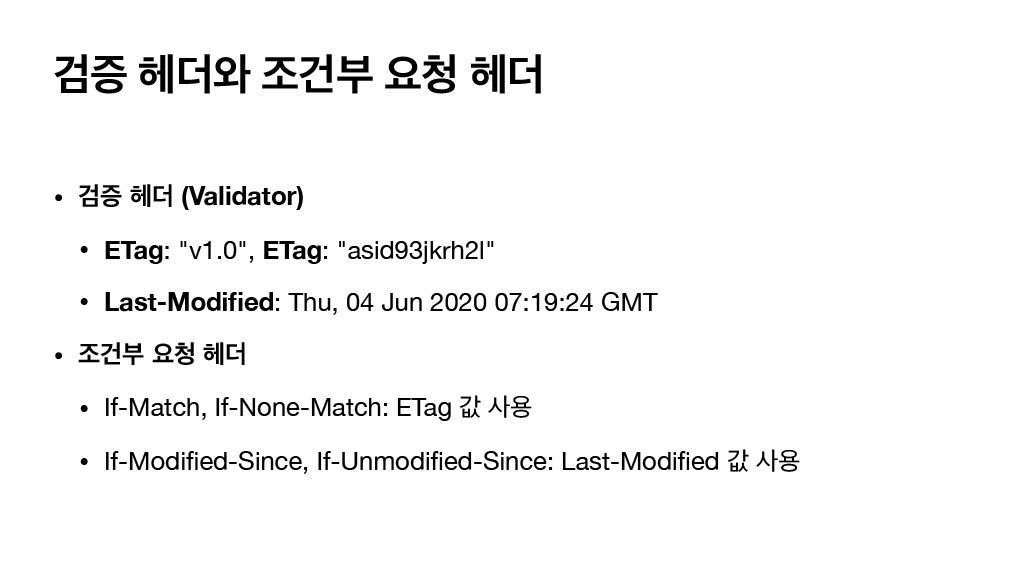 검증 헤더와 조건부 요청 헤더
• 검증 헤더 (Validator)
• ETag: "v1.0", ETag: "asid93jkrh2l"
• Last-Modified: Thu, 04 Jun 2020 07:19:24 GMT
• 조건부 요청 헤더
• If-Match, If-None-Match: ETag 값 사용
• If-Modified-Since, If-Unmodified-Since: Last-Modified 값 사용